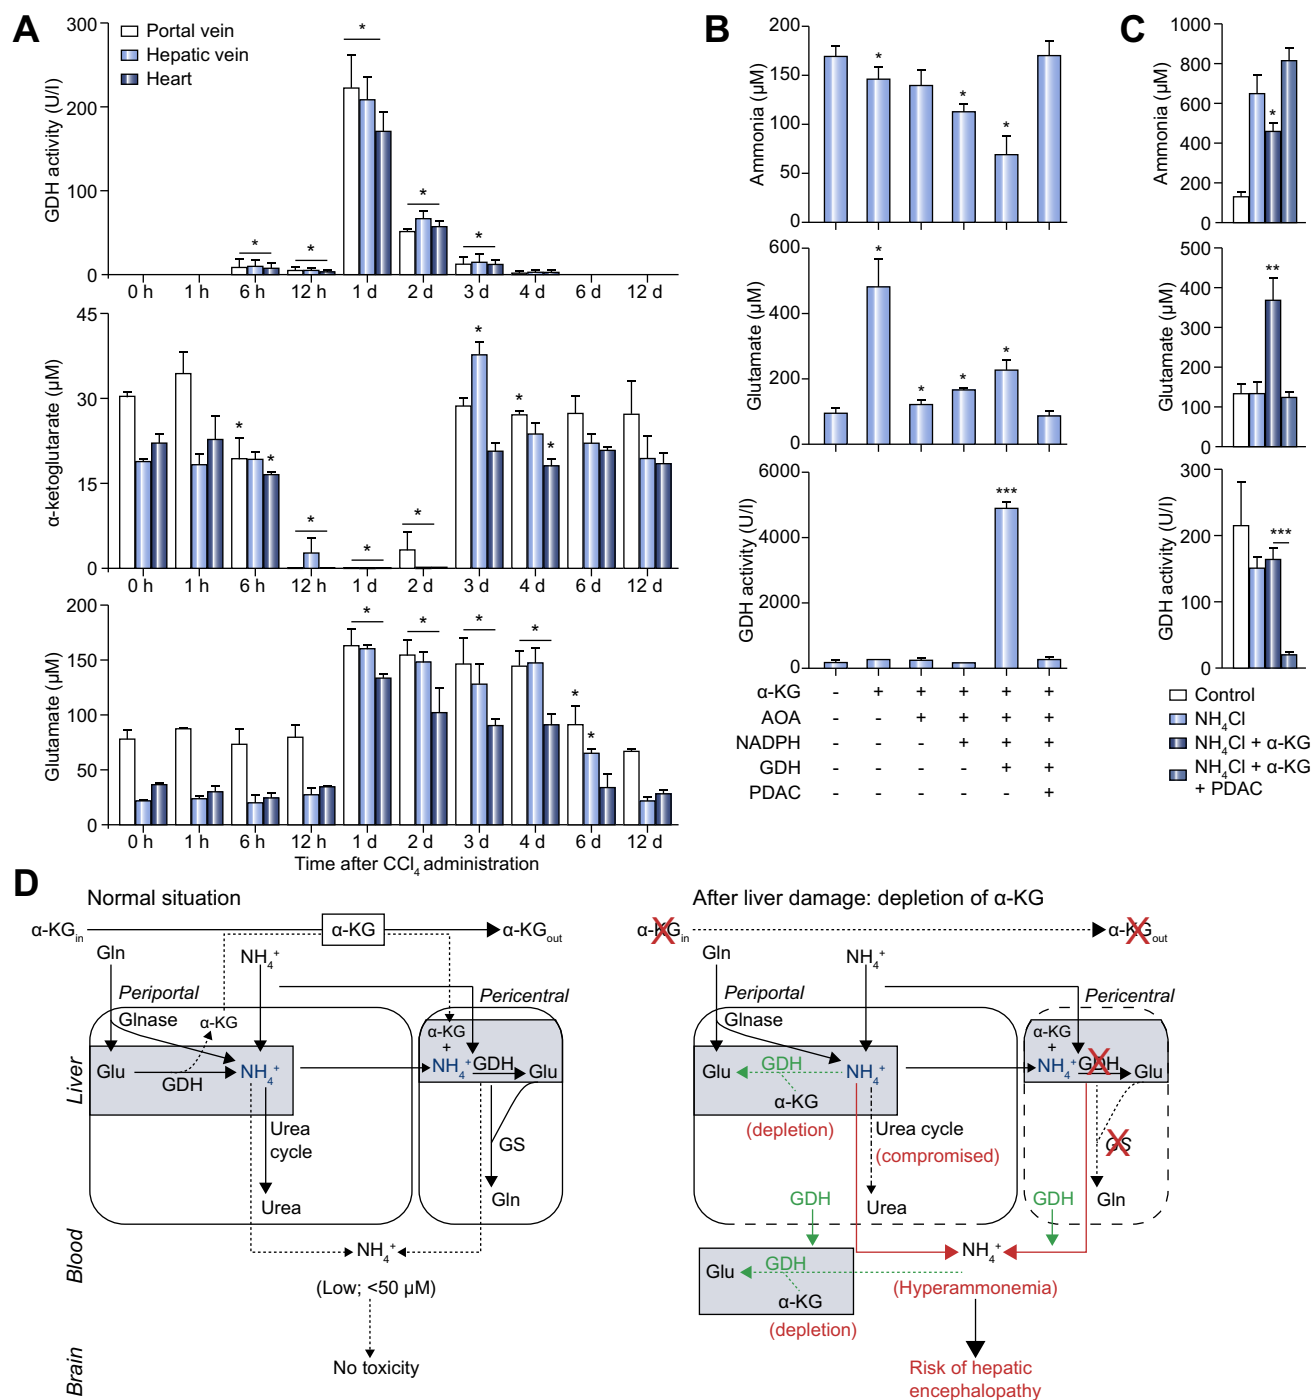 A
Portal vein
Hepatic vein
Heart
GDH activity (U/l)
300
200
100
0
* * * * *
0 h 1 h 6 h 12 h 1 d 2 d 3 d 4 d 6 d 12 d
α-ketoglutarate (µM)
45
30
15
0
* * * * * * * *
0 h 1 h 6 h 12 h 1 d 2 d 3 d 4 d 6 d 12 d
Glutamate (µM)
200
150
100
50
0
* * * * * *
0 h 1 h 6 h 12 h 1 d 2 d 3 d 4 d 6 d 12 d
Time after CCl₄ administration
B
Ammonia (µM)
200
150
100
50
0
* * *
Glutamate (µM)
600
400
200
0
* * * *
GDH activity (U/l)
6000
4000
2000
0
***
α-KG - + + + + +
AOA - - + + + +
NADPH - - - + + +
GDH - - - - + +
PDAC - - - - - +
C
Ammonia (µM)
1000
800
600
400
200
0
*
Glutamate (µM)
500
400
300
200
100
0
**
GDH activity (U/l)
300
200
100
0
***
Control
NH₄Cl
NH₄Cl + α-KG
NH₄Cl + α-KG
+ PDAC
D
Normal situation
α-KGin α-KG α-KGout
Gln NH₄⁺
Periportal Pericentral
Glnase α-KG α-KG
+
Glu GDH NH₄⁺ NH₄⁺ GDH Glu
Urea
cycle GS
Urea Gln
NH₄⁺
(Low; <50 µM)
No toxicity
Liver
Blood
Brain
After liver damage: depletion of α-KG
α-KGin α-KGout
Gln NH₄⁺
Periportal Pericentral
Glnase α-KG
+
Glu GDH NH₄⁺ NH₄⁺ GDH Glu
α-KG
(depletion)
Urea cycle
(compromised)
GS
Urea Gln
GDH GDH
Glu GDH NH₄⁺
α-KG (Hyperammonemia)
(depletion)
Risk of hepatic
encephalopathy